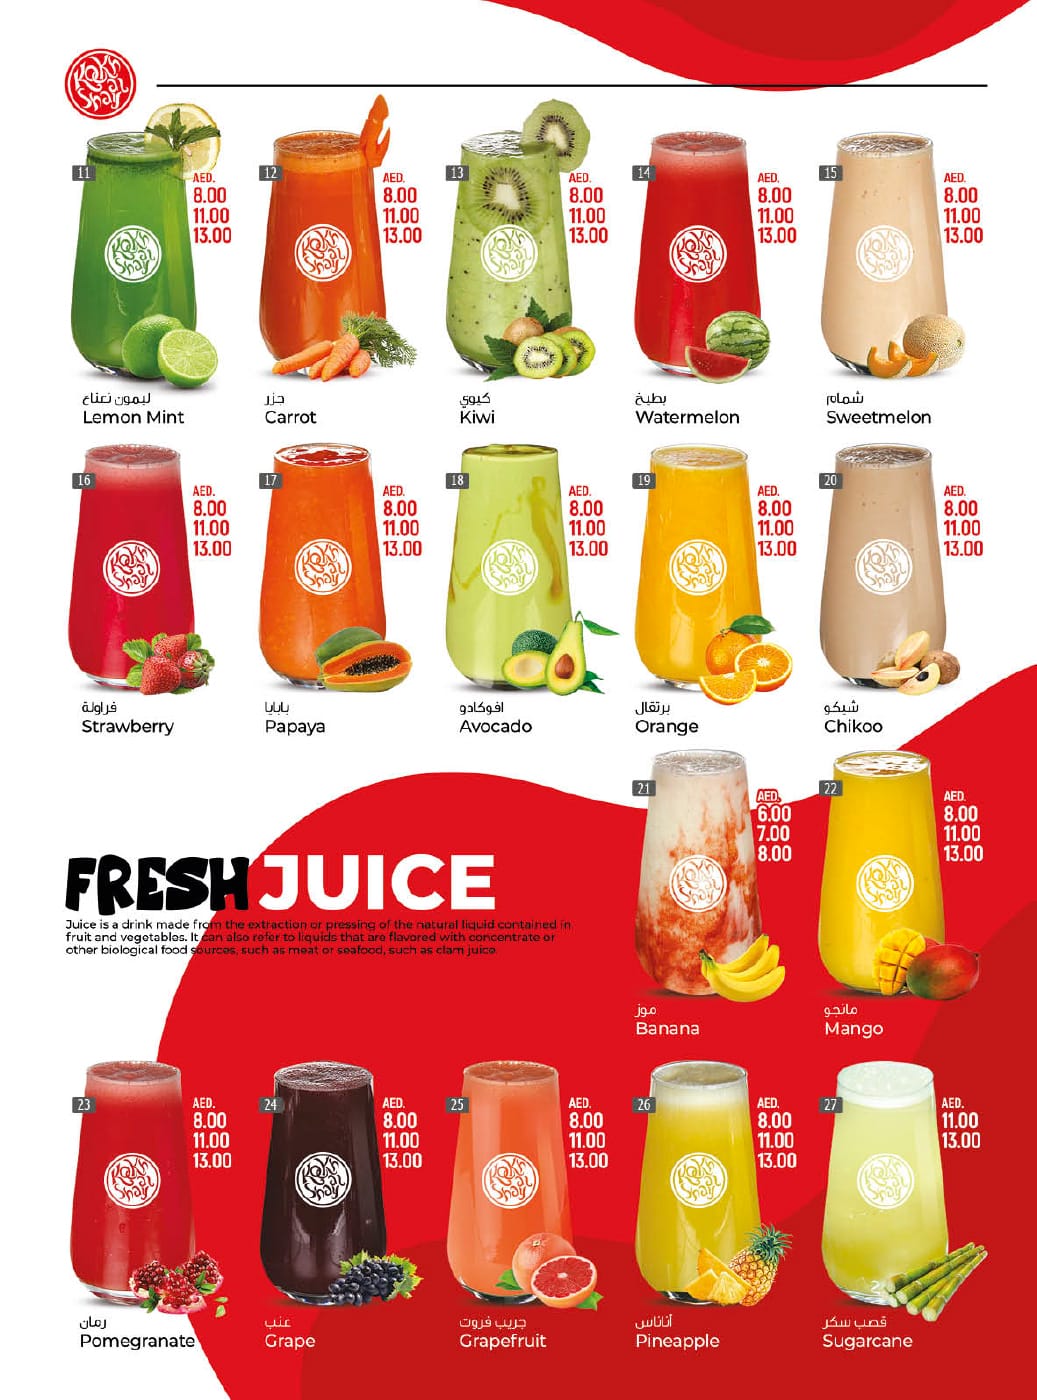 11
AED.
8.00
11.00
13.00
ليمون نعناع
Lemon Mint
12
AED.
8.00
11.00
13.00
جزر
Carrot
13
AED.
8.00
11.00
13.00
كيوي
Kiwi
14
AED.
8.00
11.00
13.00
بطيخ
Watermelon
15
AED.
8.00
11.00
13.00
شمام
Sweetmelon
16
AED.
8.00
11.00
13.00
فراولة
Strawberry
17
AED.
8.00
11.00
13.00
بابايا
Papaya
18
AED.
8.00
11.00
13.00
افوكادو
Avocado
19
AED.
8.00
11.00
13.00
برتقال
Orange
20
AED.
8.00
11.00
13.00
شيكو
Chikoo
21
AED.
6.00
7.00
8.00
موز
Banana
22
AED.
8.00
11.00
13.00
مانجو
Mango
FRESH JUICE
Juice is a drink made from the extraction or pressing of the natural liquid contained in
fruit and vegetables. It can also refer to liquids that are flavored with concentrate or
other biological food sources, such as meat or seafood, such as clam juice.
23
AED.
8.00
11.00
13.00
رمان
Pomegranate
24
AED.
8.00
11.00
13.00
عنب
Grape
25
AED.
8.00
11.00
13.00
جريب فروت
Grapefruit
26
AED.
8.00
11.00
13.00
أناناس
Pineapple
27
AED.
11.00
13.00
قصب سكر
Sugarcane